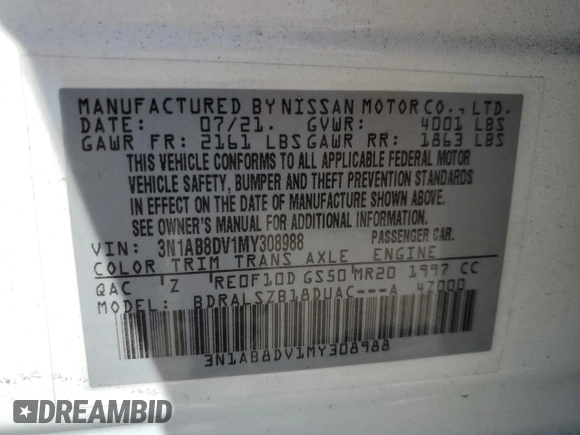 MANUFACTURED BY NISSAN MOTOR CO., LTD.
DATE: 07/21. GVWR: 4001 LBS
GAWR FR: 2161 LBS GAWR RR: 1863 LBS
THIS VEHICLE CONFORMS TO ALL APPLICABLE FEDERAL MOTOR
VEHICLE SAFETY, BUMPER AND THEFT PREVENTION STANDARDS
IN EFFECT ON THE DATE OF MANUFACTURE SHOWN ABOVE.
SEE OWNER'S MANUAL FOR ADDITIONAL INFORMATION.
VIN: 3N1AB8DV1MY308988 PASSENGER CAR.
COLOR TRIM TRANS AXLE ENGINE
QAC Z RE0F10D GS50 MR20 1997 CC
MODEL: BDRALSZB18DUAC---A 47000
3N1AB8DV1MY308988
DREAMBID